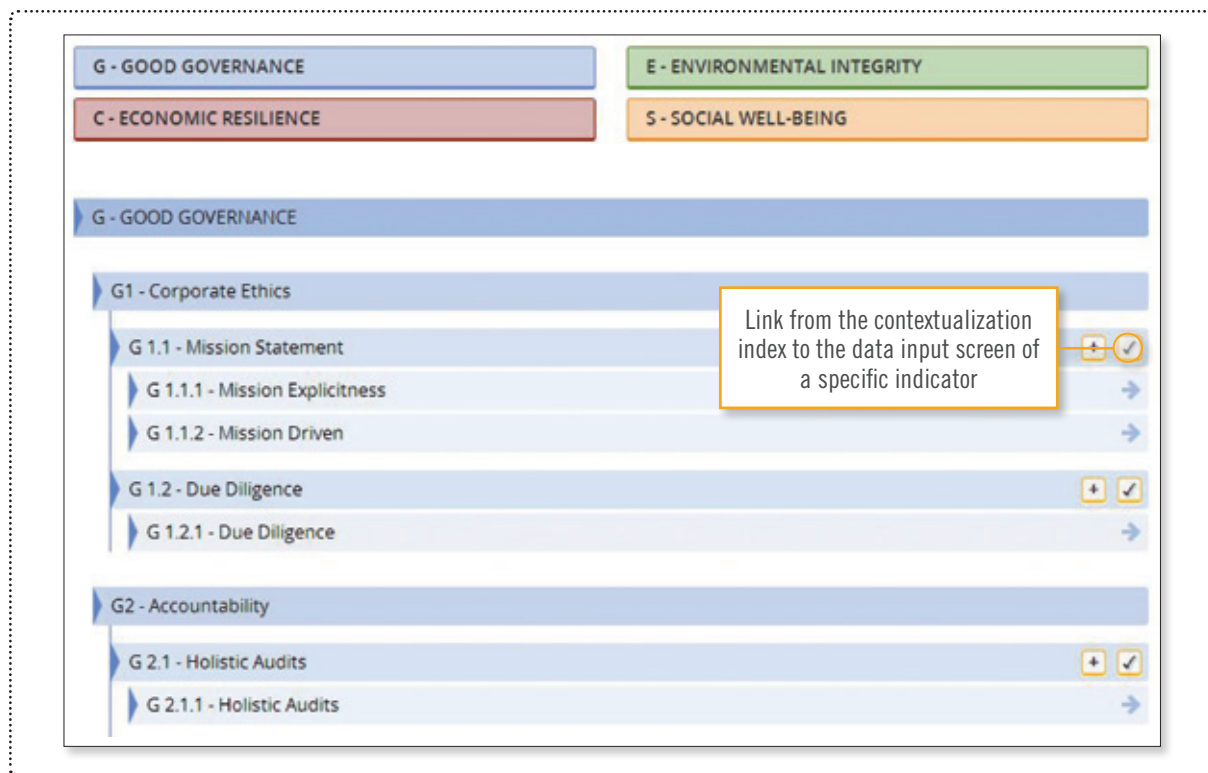 G - GOOD GOVERNANCE
E - ENVIRONMENTAL INTEGRITY
C - ECONOMIC RESILIENCE
S - SOCIAL WELL-BEING
G - GOOD GOVERNANCE
G1 - Corporate Ethics
Link from the contextualization
index to the data input screen of
a specific indicator
G 1.1 - Mission Statement
G 1.1.1 - Mission Explicitness
G 1.1.2 - Mission Driven
G 1.2 - Due Diligence
G 1.2.1 - Due Diligence
G2 - Accountability
G 2.1 - Holistic Audits
G 2.1.1 - Holistic Audits